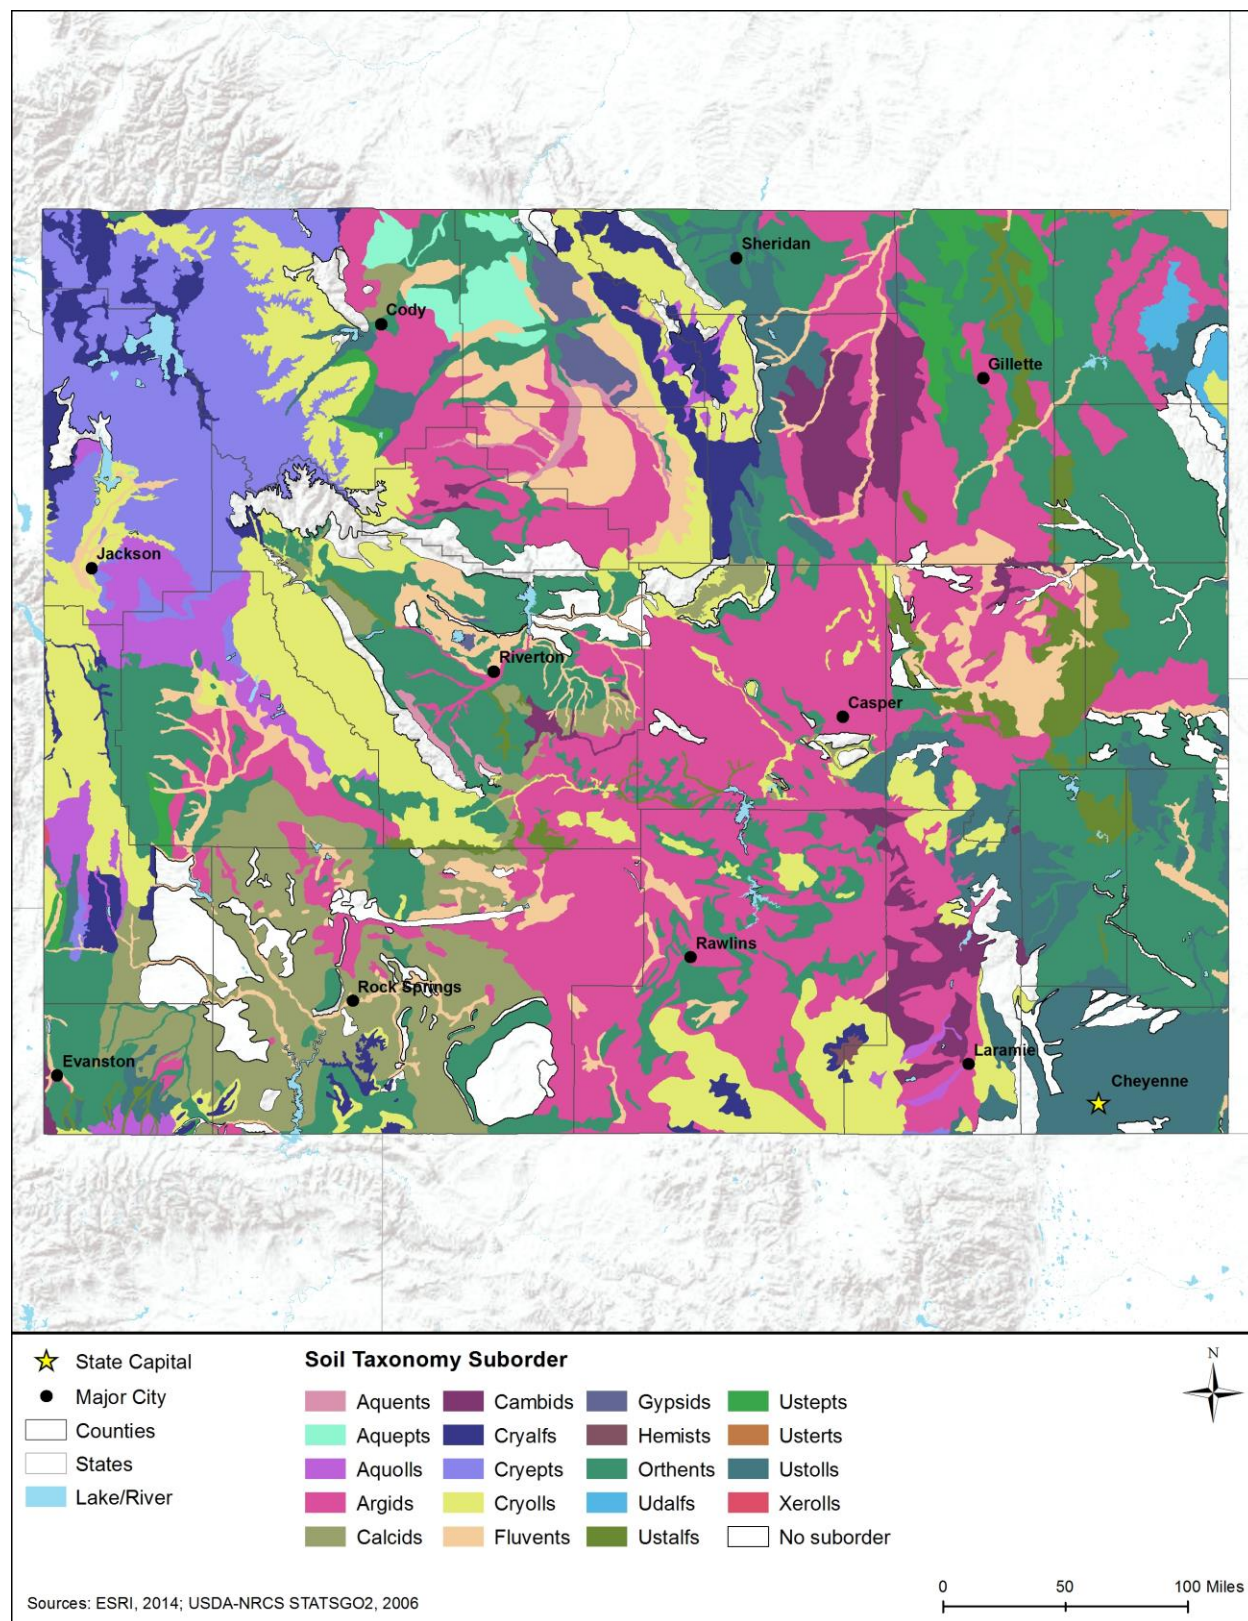 Sheridan
Cody
Gillette
Jackson
Riverton
Casper
Rawlins
Rock Springs
Evanston
Laramie
Cheyenne
State Capital
Major City
Counties
States
Lake/River
Soil Taxonomy Suborder
Aquents
Aquepts
Aquolls
Argids
Calcids
Cambids
Cryalfs
Cryepts
Cryolls
Fluvents
Gypsids
Hemists
Orthents
Udalfs
Ustalfs
Ustepts
Usterts
Ustolls
Xerolls
No suborder
N
0 50 100 Miles
Sources: ESRI, 2014; USDA-NRCS STATSGO2, 2006